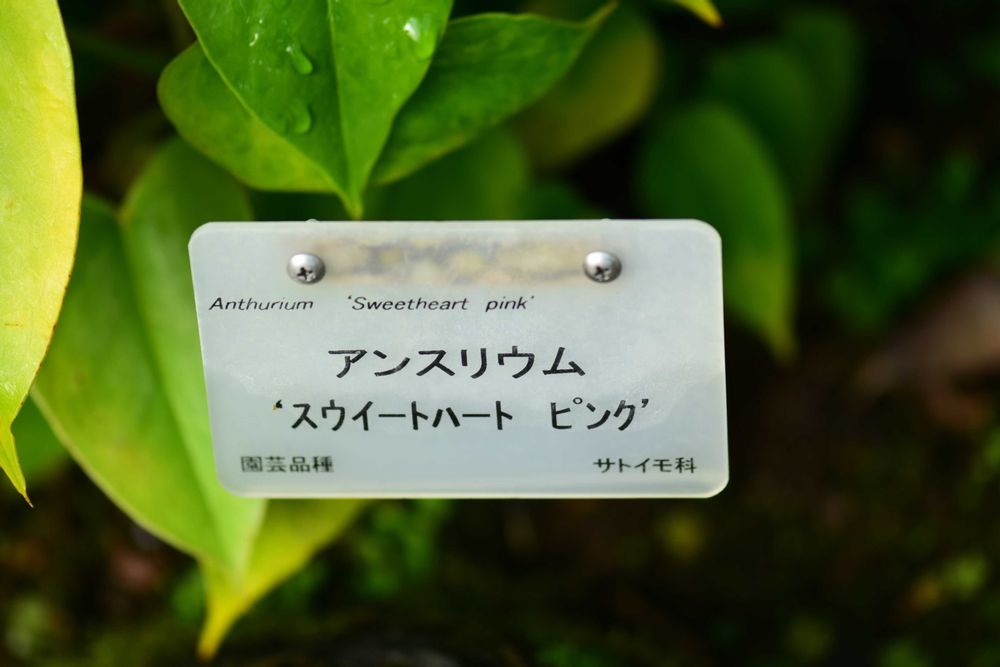 Anthurium ‘Sweetheart pink’
アンスリウム
‘スウイートハート ピンク’
園芸品種 サトイモ科